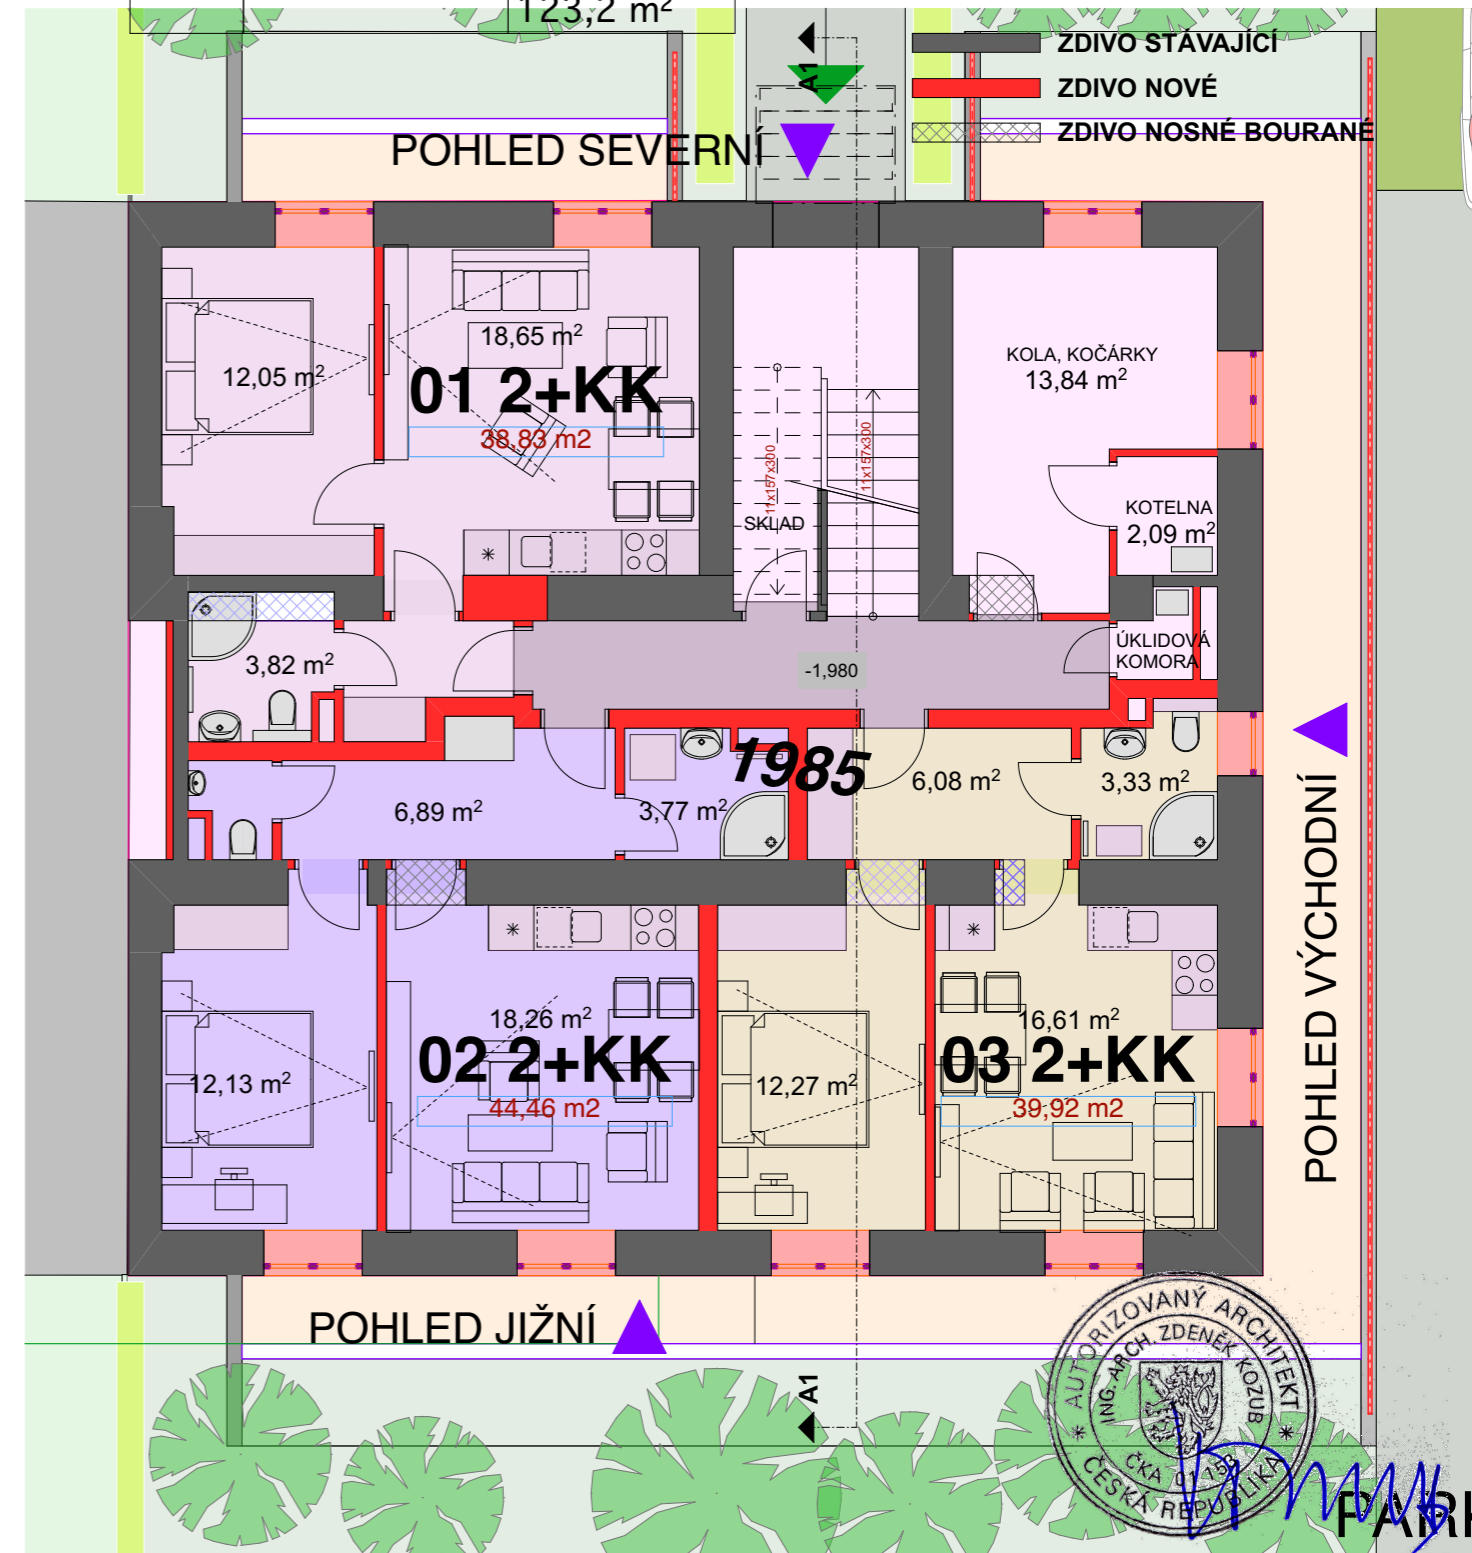 123,2 m²
A1
ZDIVO STÁVAJÍCÍ
ZDIVO NOVÉ
ZDIVO NOSNÉ BOURANÉ
POHLED SEVERNÍ
12,05 m²
18,65 m²
01 2+KK
38,83 m2
KOLA, KOČÁRKY
13,84 m²
11x157x300
11x157x300
SKLAD
KOTELNA
2,09 m²
3,82 m²
-1,980
ÚKLIDOVÁ
KOMORA
1985
6,89 m²
3,77 m²
6,08 m²
3,33 m²
POHLED VÝCHODNÍ
18,26 m²
02 2+KK
44,46 m2
12,13 m²
12,27 m²
16,61 m²
03 2+KK
39,92 m2
POHLED JIŽNÍ
A1
AUTORIZOVANÝ ARCHITEKT
ING. ARCH. ZDENĚK KOZUB
ČKA 01 153
ČESKÁ REPUBLIKA